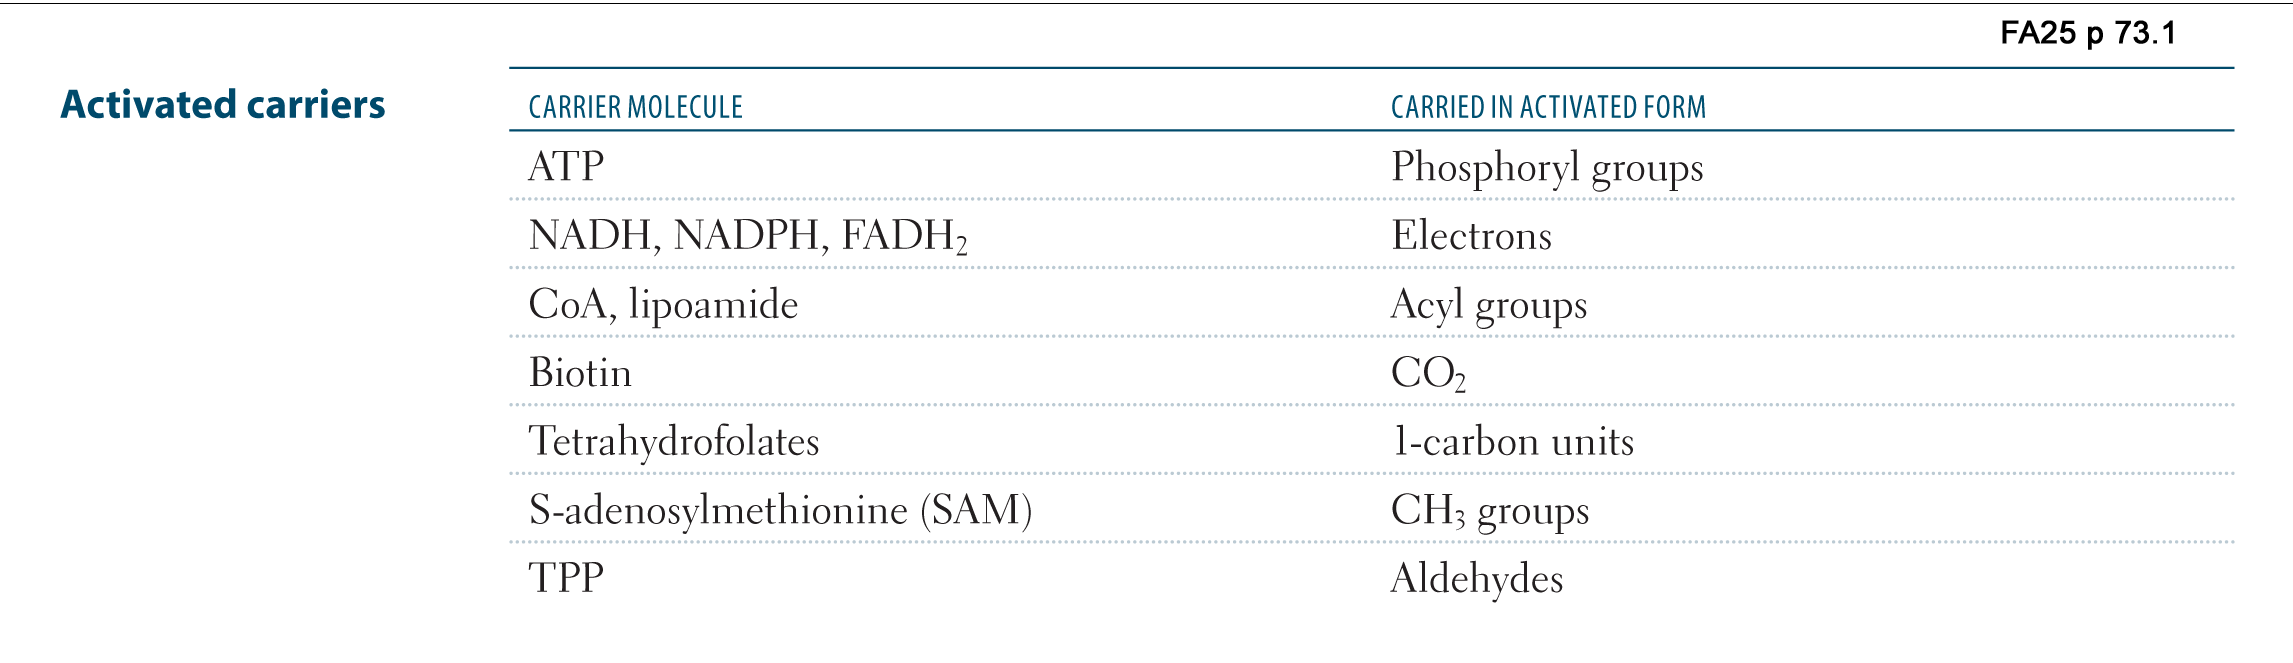 FA25 p 73.1
Activated carriers
CARRIER MOLECULE CARRIED IN ACTIVATED FORM
ATP Phosphoryl groups
NADH, NADPH, FADH₂ Electrons
CoA, lipoamide Acyl groups
Biotin CO₂
Tetrahydrofolates 1-carbon units
S-adenosylmethionine (SAM) CH₃ groups
TPP Aldehydes